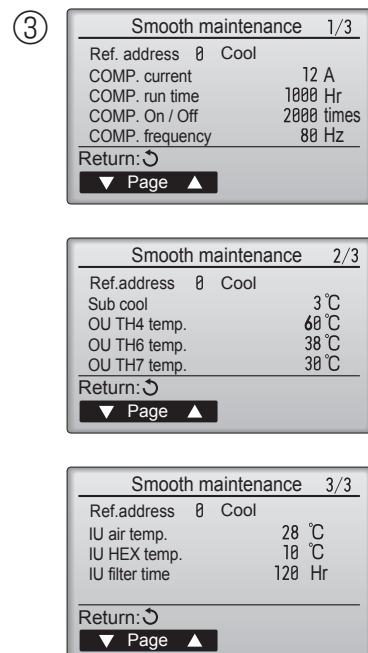 ③
Smooth maintenance 1/3
Ref. address 0 Cool
COMP. current 12 A
COMP. run time 1000 Hr
COMP. On / Off 2000 times
COMP. frequency 80 Hz
Return:
▼ Page ▲
Smooth maintenance 2/3
Ref.address 0 Cool
Sub cool 3 °C
OU TH4 temp. 60 °C
OU TH6 temp. 38 °C
OU TH7 temp. 30 °C
Return:
▼ Page ▲
Smooth maintenance 3/3
Ref.address 0 Cool
IU air temp. 28 °C
IU HEX temp. 10 °C
IU filter time 120 Hr
Return:
▼ Page ▲